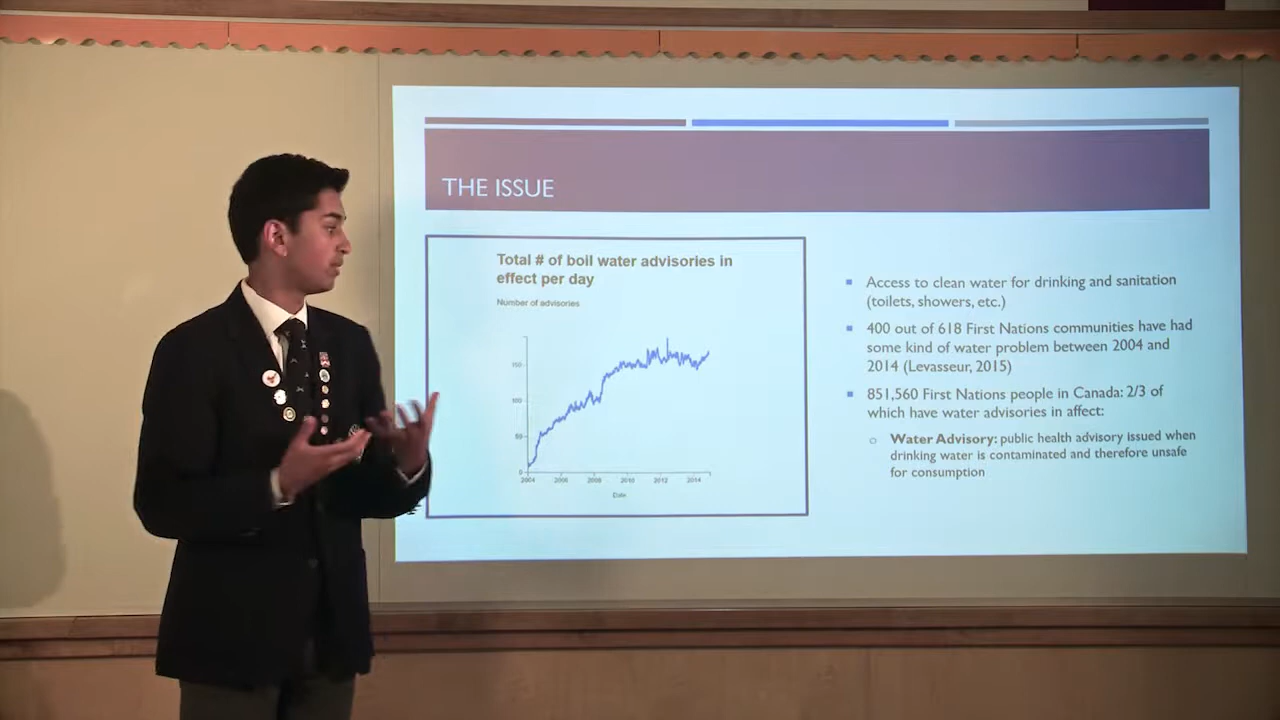 THE ISSUE
Total # of boil water advisories in
effect per day
Number of advisories
150
100
50
0
2004 2006 2008 2010 2012 2014
Date
Access to clean water for drinking and sanitation
(toilets, showers, etc.)
400 out of 618 First Nations communities have had
some kind of water problem between 2004 and
2014 (Levasseur, 2015)
851,560 First Nations people in Canada: 2/3 of
which have water advisories in affect:
Water Advisory: public health advisory issued when
drinking water is contaminated and therefore unsafe
for consumption